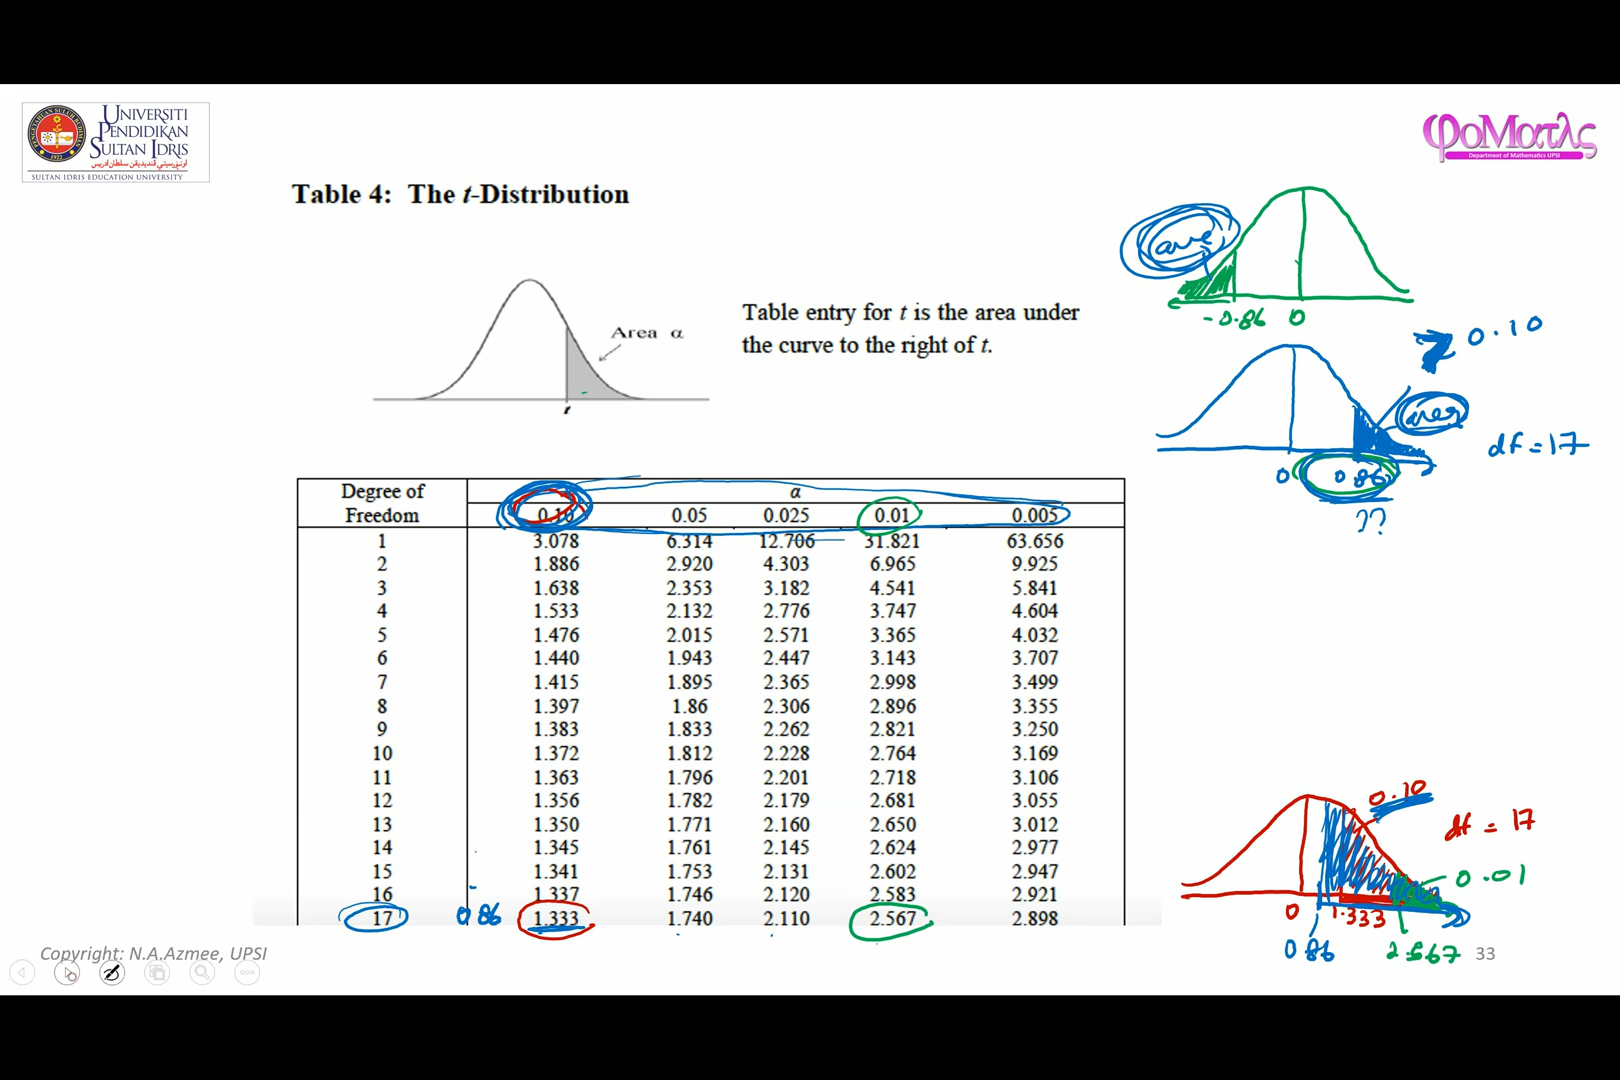 UNIVERSITI
PENDIDIKAN
SULTAN IDRIS
SULTAN IDRIS EDUCATION UNIVERSITY
φoMατλς
Department of Mathematics UPSI
Table 4: The t-Distribution
Area α
t
Table entry for t is the area under
the curve to the right of t.
area
-0.86 0
0.10
area
df = 17
0 0.86
??
Degree of Freedom α
0.10 0.05 0.025 0.01 0.005
1 3.078 6.314 12.706 31.821 63.656
2 1.886 2.920 4.303 6.965 9.925
3 1.638 2.353 3.182 4.541 5.841
4 1.533 2.132 2.776 3.747 4.604
5 1.476 2.015 2.571 3.365 4.032
6 1.440 1.943 2.447 3.143 3.707
7 1.415 1.895 2.365 2.998 3.499
8 1.397 1.86 2.306 2.896 3.355
9 1.383 1.833 2.262 2.821 3.250
10 1.372 1.812 2.228 2.764 3.169
11 1.363 1.796 2.201 2.718 3.106
12 1.356 1.782 2.179 2.681 3.055
13 1.350 1.771 2.160 2.650 3.012
14 1.345 1.761 2.145 2.624 2.977
15 1.341 1.753 2.131 2.602 2.947
16 1.337 1.746 2.120 2.583 2.921
17 0.86 1.333 1.740 2.110 2.567 2.898
0.10
df = 17
0.01
0 1.333
0.86 2.567
Copyright: N.A.Azmee, UPSI
33